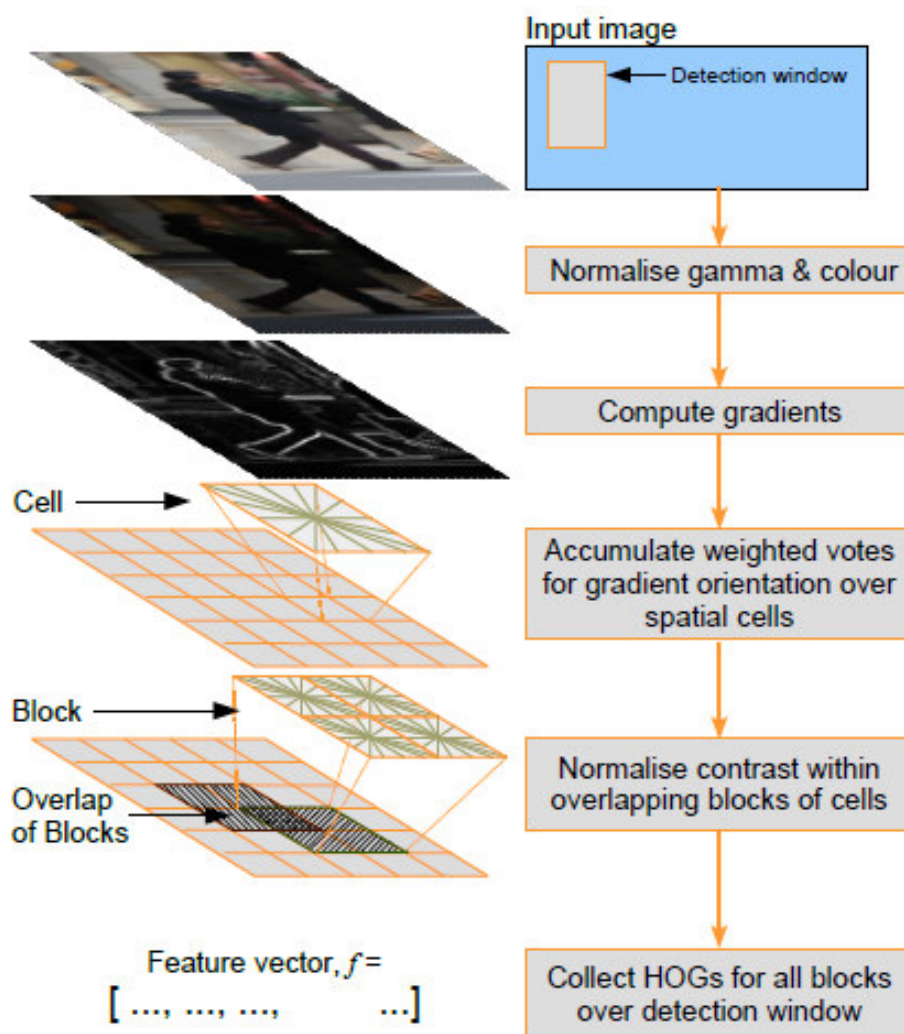 Input image
Detection window
Normalise gamma & colour
Compute gradients
Cell
Accumulate weighted votes
for gradient orientation over
spatial cells
Block
Normalise contrast within
overlapping blocks of cells
Overlap
of Blocks
Feature vector, f =
[ ..., ..., ..., ...]
Collect HOGs for all blocks
over detection window